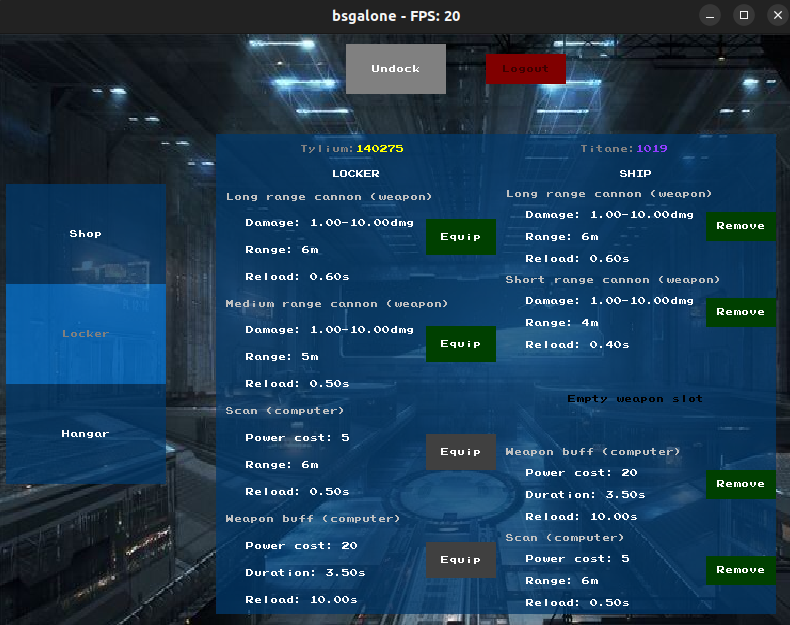 bsgalone - FPS: 20
Undock
Logout
Shop
Locker
Hangar
Tylium:140275
LOCKER
Long range cannon (weapon)
Damage: 1.00-10.00dmg
Range: 6m
Reload: 0.60s
Equip
Medium range cannon (weapon)
Damage: 1.00-10.00dmg
Range: 5m
Reload: 0.50s
Equip
Scan (computer)
Power cost: 5
Range: 6m
Reload: 0.50s
Equip
Weapon buff (computer)
Power cost: 20
Duration: 3.50s
Reload: 10.00s
Equip
Titane:1019
SHIP
Long range cannon (weapon)
Damage: 1.00-10.00dmg
Range: 6m
Reload: 0.60s
Remove
Short range cannon (weapon)
Damage: 1.00-10.00dmg
Range: 4m
Reload: 0.40s
Remove
Empty weapon slot
Weapon buff (computer)
Power cost: 20
Duration: 3.50s
Reload: 10.00s
Remove
Scan (computer)
Power cost: 5
Range: 6m
Reload: 0.50s
Remove